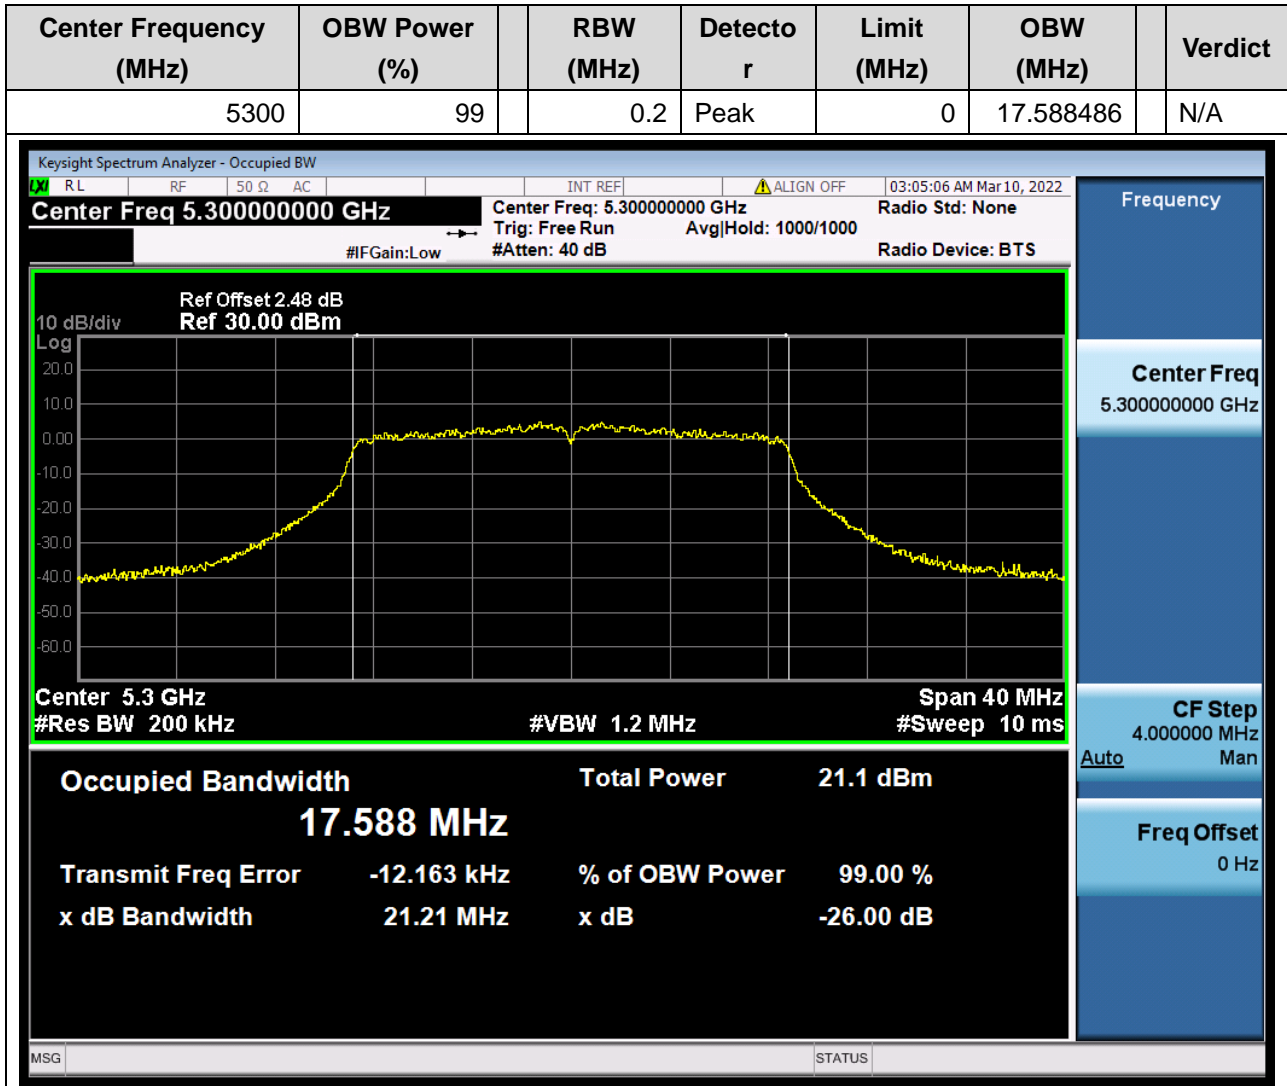 Center Frequency (MHz) OBW Power (%) RBW (MHz) Detecto r Limit (MHz) OBW (MHz) Verdict
5300 99 0.2 Peak 0 17.588486 N/A
Keysight Spectrum Analyzer - Occupied BW
LXI RL RF 50 Ω AC INT REF ALIGN OFF 03:05:06 AM Mar 10, 2022
Center Freq 5.300000000 GHz
Center Freq: 5.300000000 GHz
Radio Std: None
Trig: Free Run Avg|Hold: 1000/1000
#IFGain:Low
#Atten: 40 dB
Radio Device: BTS
Frequency
Ref Offset 2.48 dB
10 dB/div Ref 30.00 dBm
Log
20.0
10.0
0.00
-10.0
-20.0
-30.0
-40.0
-50.0
-60.0
Center 5.3 GHz Span 40 MHz
#Res BW 200 kHz #VBW 1.2 MHz #Sweep 10 ms
Center Freq
5.300000000 GHz
CF Step
4.000000 MHz
Auto Man
Freq Offset
0 Hz
Occupied Bandwidth Total Power 21.1 dBm
17.588 MHz
Transmit Freq Error -12.163 kHz % of OBW Power 99.00 %
x dB Bandwidth 21.21 MHz x dB -26.00 dB
MSG STATUS